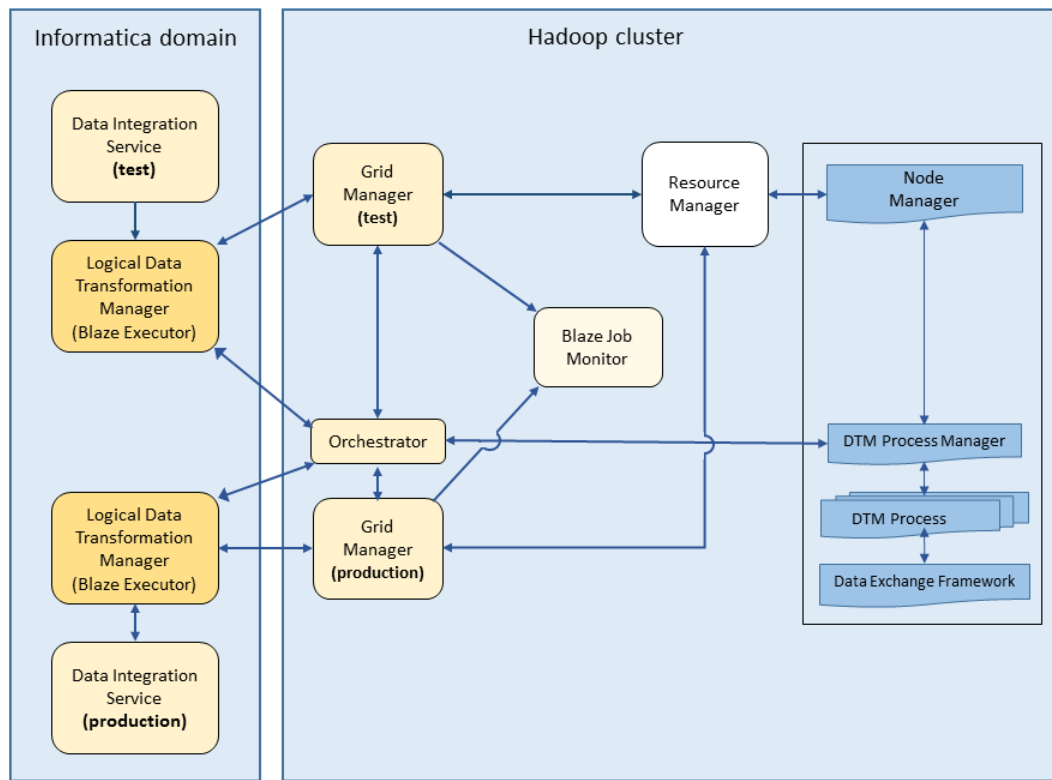 Informatica domain
Hadoop cluster
Data Integration
Service
(test)
Logical Data
Transformation
Manager
(Blaze Executor)
Grid
Manager
(test)
Resource
Manager
Node
Manager
Blaze Job
Monitor
Orchestrator
DTM Process Manager
Logical Data
Transformation
Manager
(Blaze Executor)
Grid
Manager
(production)
DTM Process
Data Exchange Framework
Data Integration
Service
(production)